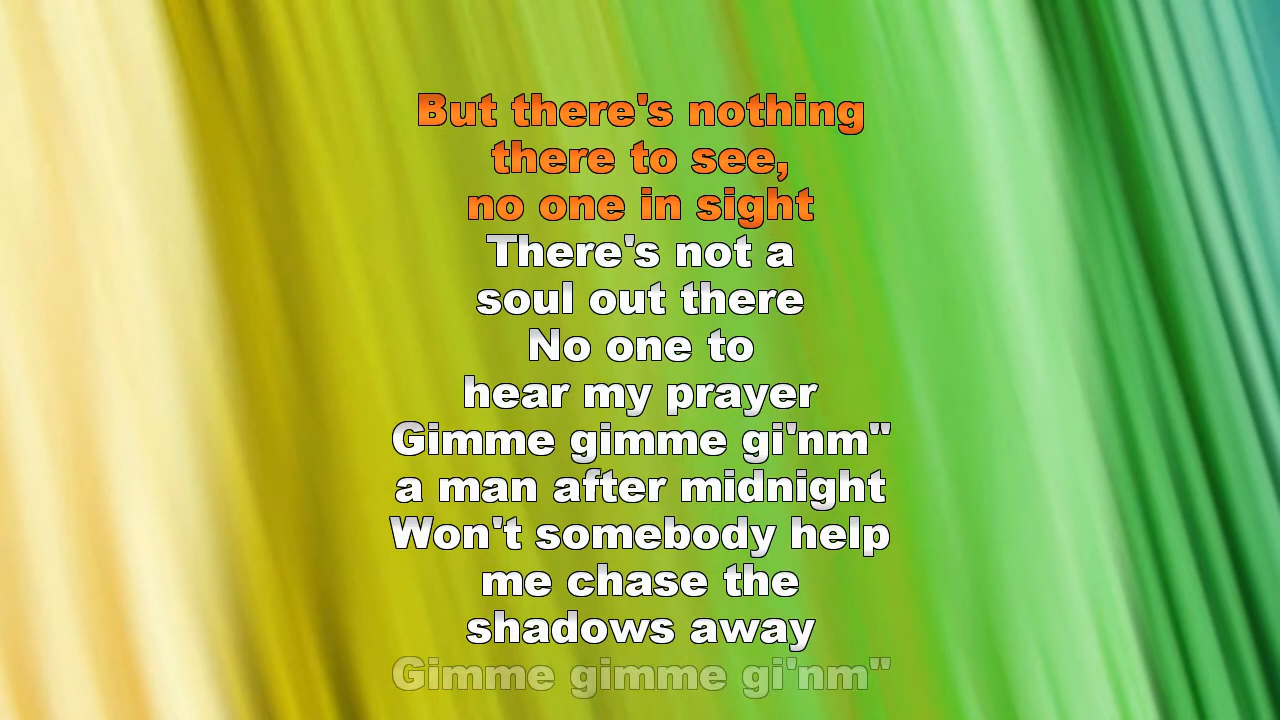 But there's nothing
there to see,
no one in sight
There's not a
soul out there
No one to
hear my prayer
Gimme gimme gi'nm"
a man after midnight
Won't somebody help
me chase the
shadows away
Gimme gimme gi'nm"